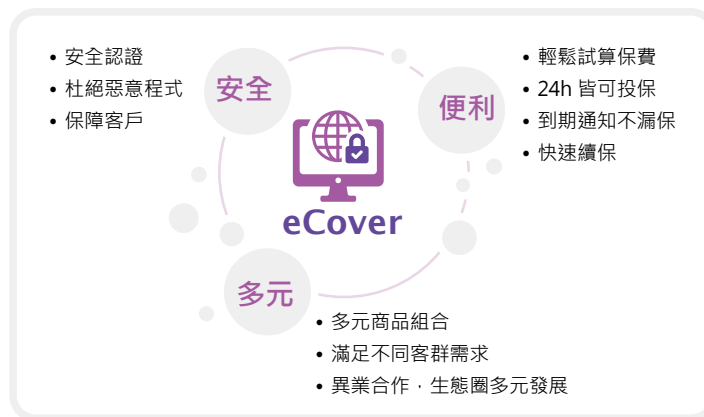 安全
• 安全認證
• 杜絕惡意程式
• 保障客戶
便利
• 輕鬆試算保費
• 24h 皆可投保
• 到期通知不漏保
• 快速續保
eCover
多元
• 多元商品組合
• 滿足不同客群需求
• 異業合作﹒生態圈多元發展